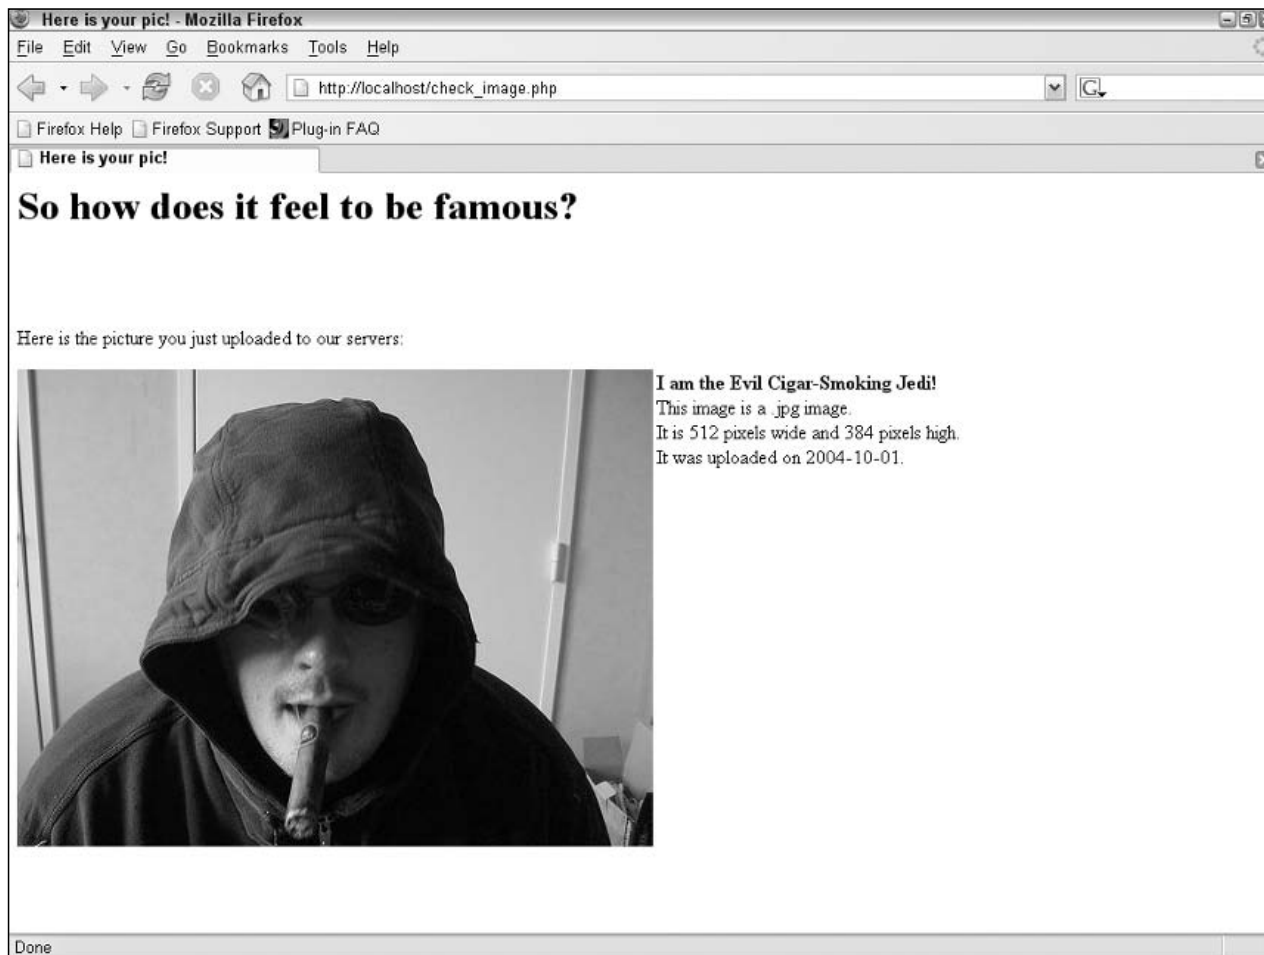 Here is your pic! - Mozilla Firefox
File Edit View Go Bookmarks Tools Help
http://localhost/check_image.php
G
Firefox Help Firefox Support Plug-in FAQ
Here is your pic!
So how does it feel to be famous?
Here is the picture you just uploaded to our servers:
I am the Evil Cigar-Smoking Jedi!
This image is a .jpg image.
It is 512 pixels wide and 384 pixels high.
It was uploaded on 2004-10-01.
Done